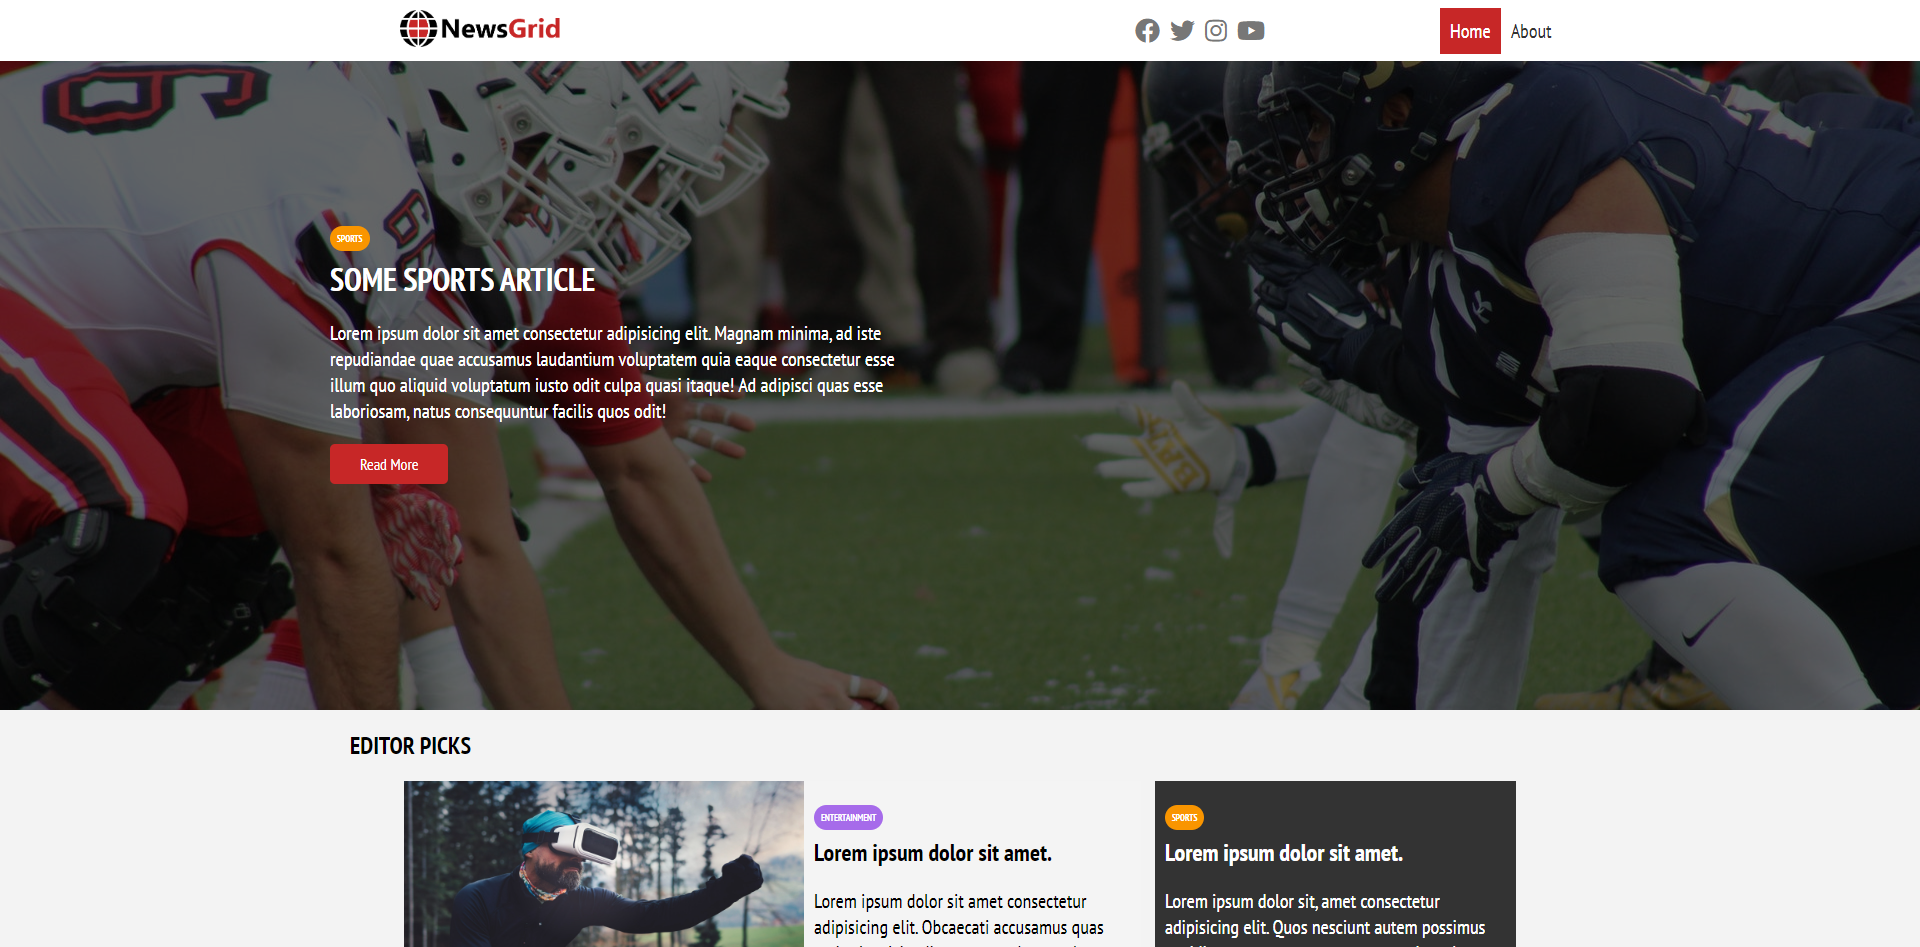 NewsGrid
Home
About
SPORTS
SOME SPORTS ARTICLE
Lorem ipsum dolor sit amet consectetur adipisicing elit. Magnam minima, ad iste
repudiandae quae accusamus laudantium voluptatem quia eaque consectetur esse
illum quo aliquid voluptatum iusto odit culpa quasi itaque! Ad adipisci quas esse
laboriosam, natus consequuntur facilis quos odit!
Read More
EDITOR PICKS
ENTERTAINMENT
Lorem ipsum dolor sit amet.
Lorem ipsum dolor sit amet consectetur
adipisicing elit. Obcaecati accusamus quas
SPORTS
Lorem ipsum dolor sit amet.
Lorem ipsum dolor sit, amet consectetur
adipisicing elit. Quos nesciunt autem possimus